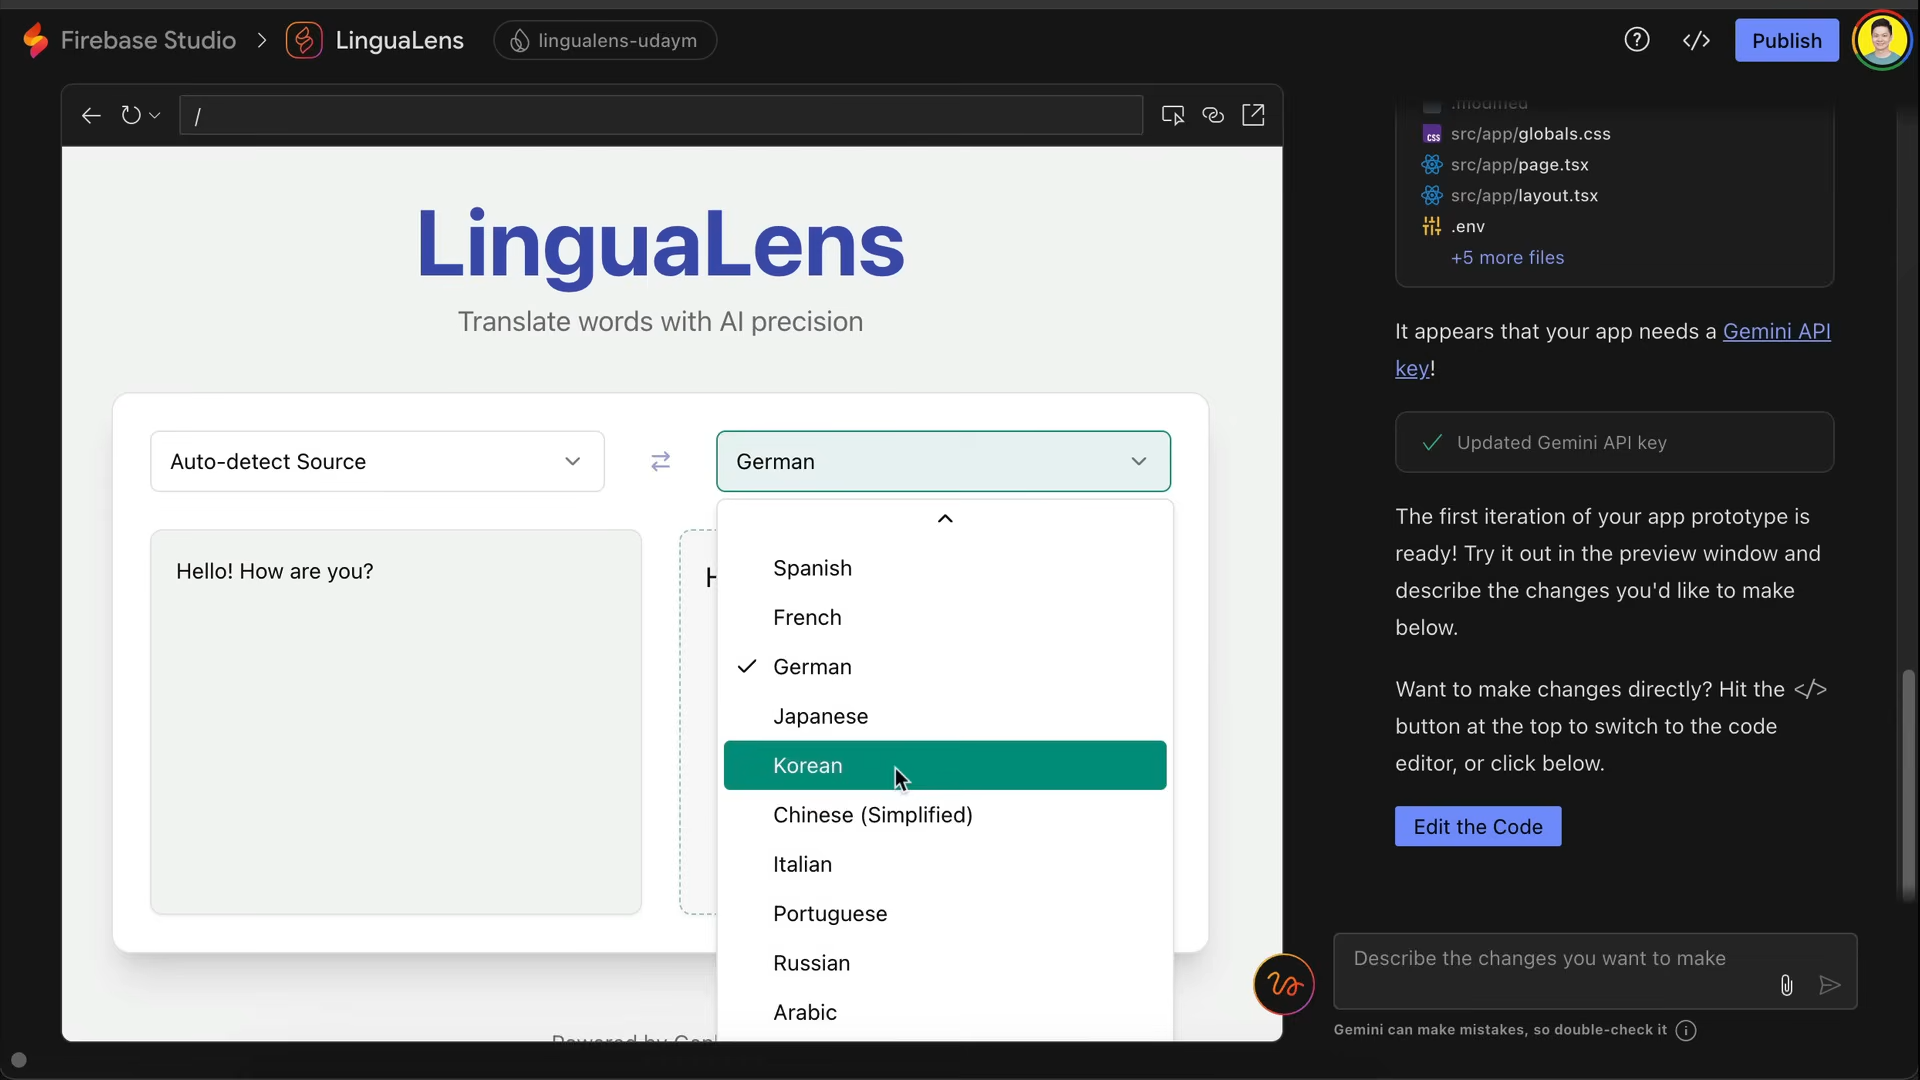 Firebase Studio > LinguaLens lingualens-udaym
</> Publish
/
LinguaLens
Translate words with AI precision
Auto-detect Source
German
Hello! How are you?
H
Spanish
French
German
Japanese
Korean
Chinese (Simplified)
Italian
Portuguese
Russian
Arabic
Powered by
.modified
css src/app/globals.css
src/app/page.tsx
src/app/layout.tsx
.env
+5 more files
It appears that your app needs a Gemini API
key!
Updated Gemini API key
The first iteration of your app prototype is
ready! Try it out in the preview window and
describe the changes you'd like to make
below.
Want to make changes directly? Hit the </>
button at the top to switch to the code
editor, or click below.
Edit the Code
Describe the changes you want to make
Gemini can make mistakes, so double-check it